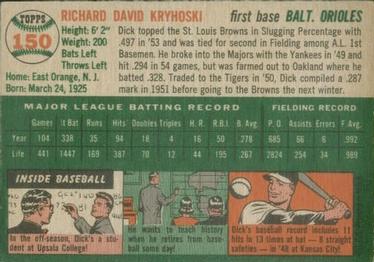 TOPPS
150
RICHARD DAVID KRYHOSKI
first base BALT. ORIOLES
Height: 6' 2"
Weight: 200
Bats Left
Throws Left
Home: East Orange, N. J.
Born: March 24, 1925
Dick topped the St. Louis Browns in Slugging Percentage with
.497 in '53 and was tied for second in Fielding among A.L. 1st
Basemen. He broke into the Majors with the Yankees in '49 and
hit .294 in 54 games, but was farmed out to Oakland where he
batted .328. Traded to the Tigers in '50, Dick compiled a .287
mark in 1951 before going to the Browns the next winter.
MAJOR LEAGUE BATTING RECORD
FIELDING RECORD
Games At Bat Runs Hits Doubles Triples H. R. R.B.I. B. Avg. P.O. Assists Errors F. Avg.
Year 104 338 35 94 18 4 16 50 .278 685 66 6 .992
Life 441 1447 169 387 70 12 44 195 .267 2824 254 34 .989
INSIDE BASEBALL
In the off-season, Dick's a stu-
dent at Upsala College!
He wants to teach history
when he retires from base-
ball some day!
Dick's baseball record includes 11
hits in 13 times at bat – 8 straight
safeties – in '48 at Kansas City!